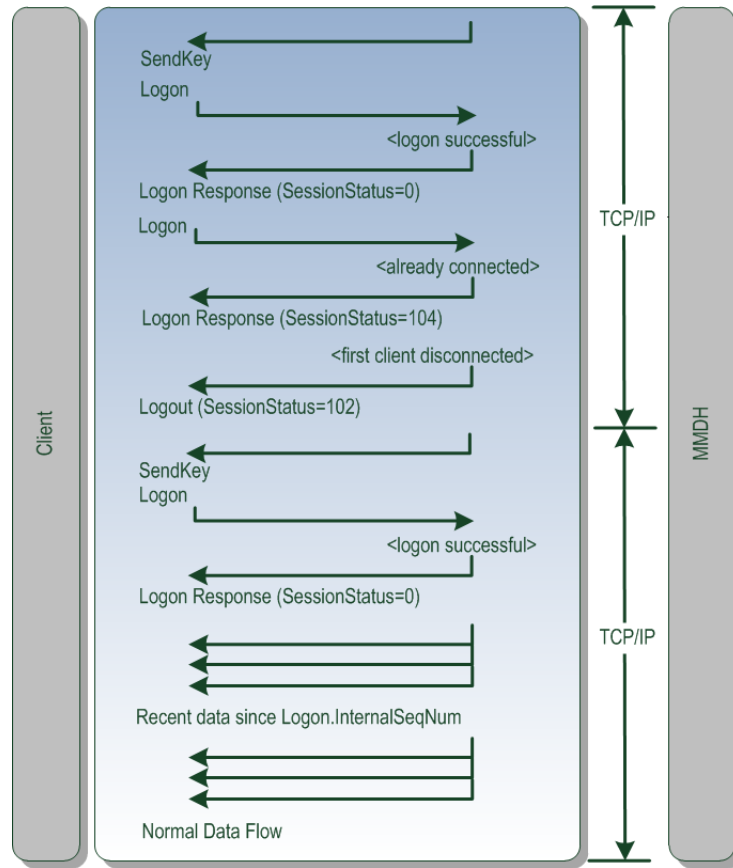 SendKey
Logon
<logon successful>
Logon Response (SessionStatus=0)
Logon
<already connected>
Logon Response (SessionStatus=104)
<first client disconnected>
Logout (SessionStatus=102)
SendKey
Logon
<logon successful>
Logon Response (SessionStatus=0)
Recent data since Logon.InternalSeqNum
Normal Data Flow
Client
TCP/IP
TCP/IP
MMDH